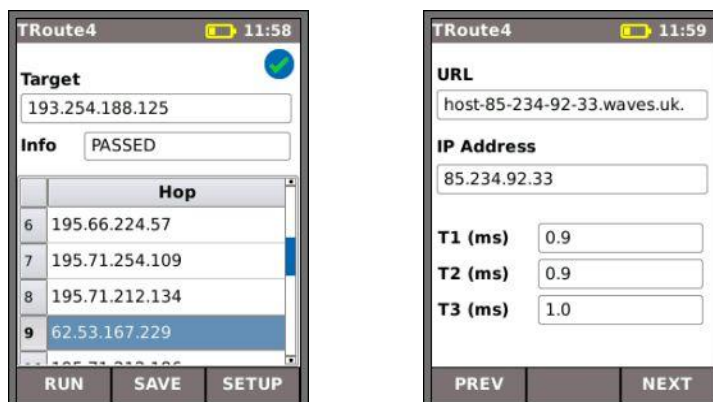 TRoute4 11:58
Target
193.254.188.125
Info PASSED
Hop
6 195.66.224.57
7 195.71.254.109
8 195.71.212.134
9 62.53.167.229
RUN SAVE SETUP
TRoute4 11:59
URL
host-85-234-92-33.waves.uk.
IP Address
85.234.92.33
T1 (ms) 0.9
T2 (ms) 0.9
T3 (ms) 1.0
PREV NEXT